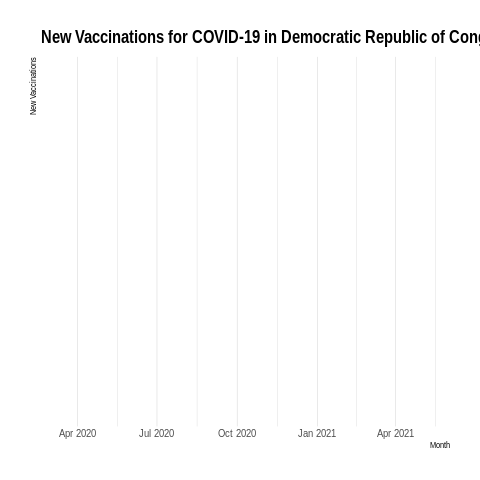 New Vaccinations for COVID-19 in Democratic Republic of Con
New Vaccinations
Apr 2020 Jul 2020 Oct 2020 Jan 2021 Apr 2021
Month